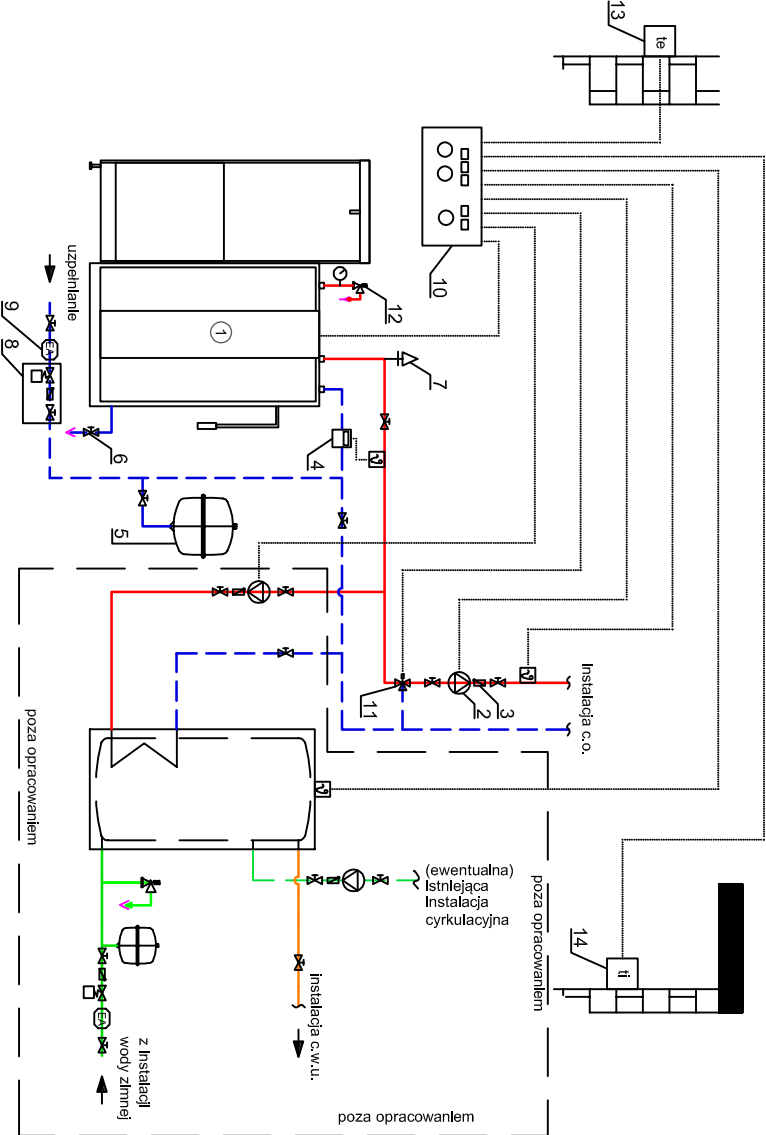 13
te
10
12
7
1
uzpełnianie
9
8
EA
6
4
5
Instalacja c.o.
3
2
11
poza opracowaniem
(ewentualna)
Istniejąca
Instalacja
cyrkulacyjna
poza opracowaniem
14
ti
instalacja c.w.u.
EA
z Instalacji
wody zimnej
poza opracowaniem